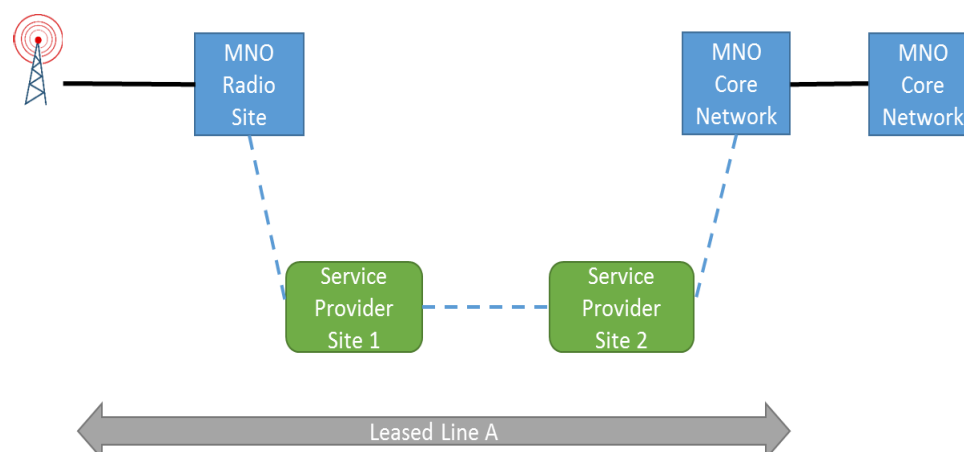 MNO
Radio
Site
MNO
Core
Network
MNO
Core
Network
Service
Provider
Site 1
Service
Provider
Site 2
Leased Line A